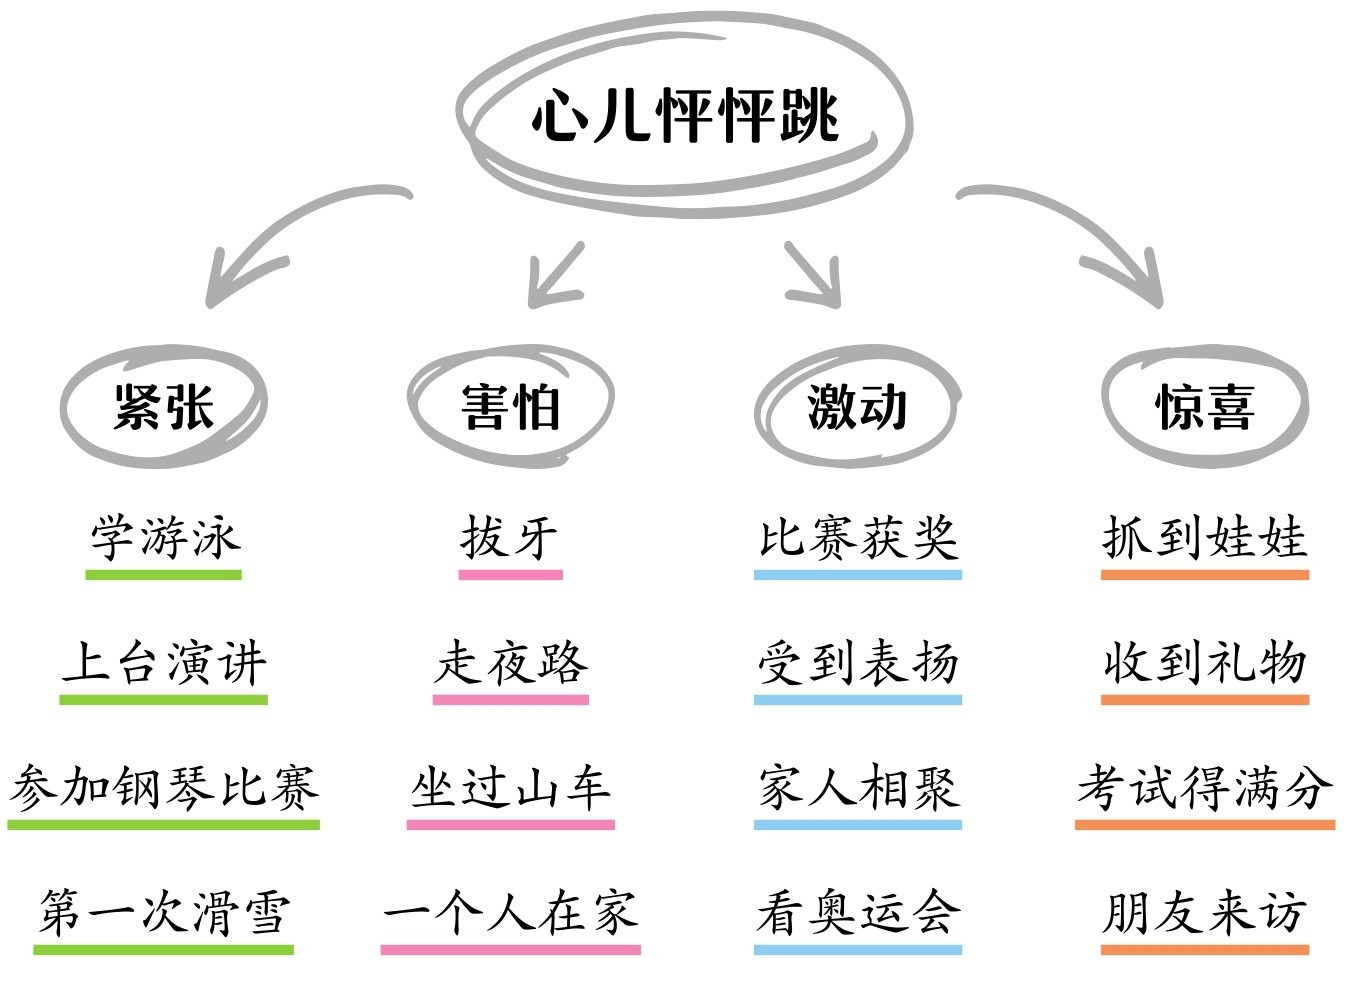 心儿怦怦跳
紧张
学游泳
上台演讲
参加钢琴比赛
第一次滑雪
害怕
拔牙
走夜路
坐过山车
一个人在家
激动
比赛获奖
受到表扬
家人相聚
看奥运会
惊喜
抓到娃娃
收到礼物
考试得满分
朋友来访